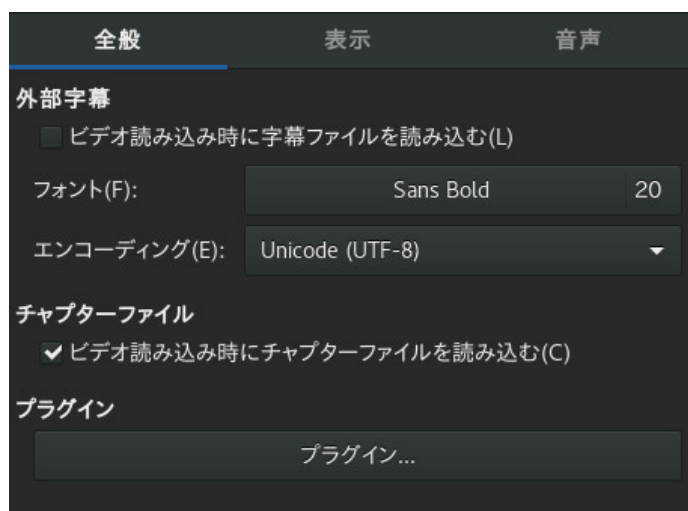 全般 表示 音声
外部字幕
ビデオ読み込み時に字幕ファイルを読み込む(L)
フォント(F): Sans Bold 20
エンコーディング(E): Unicode (UTF-8)
チャプターファイル
ビデオ読み込み時にチャプターファイルを読み込む(C)
プラグイン
プラグイン...